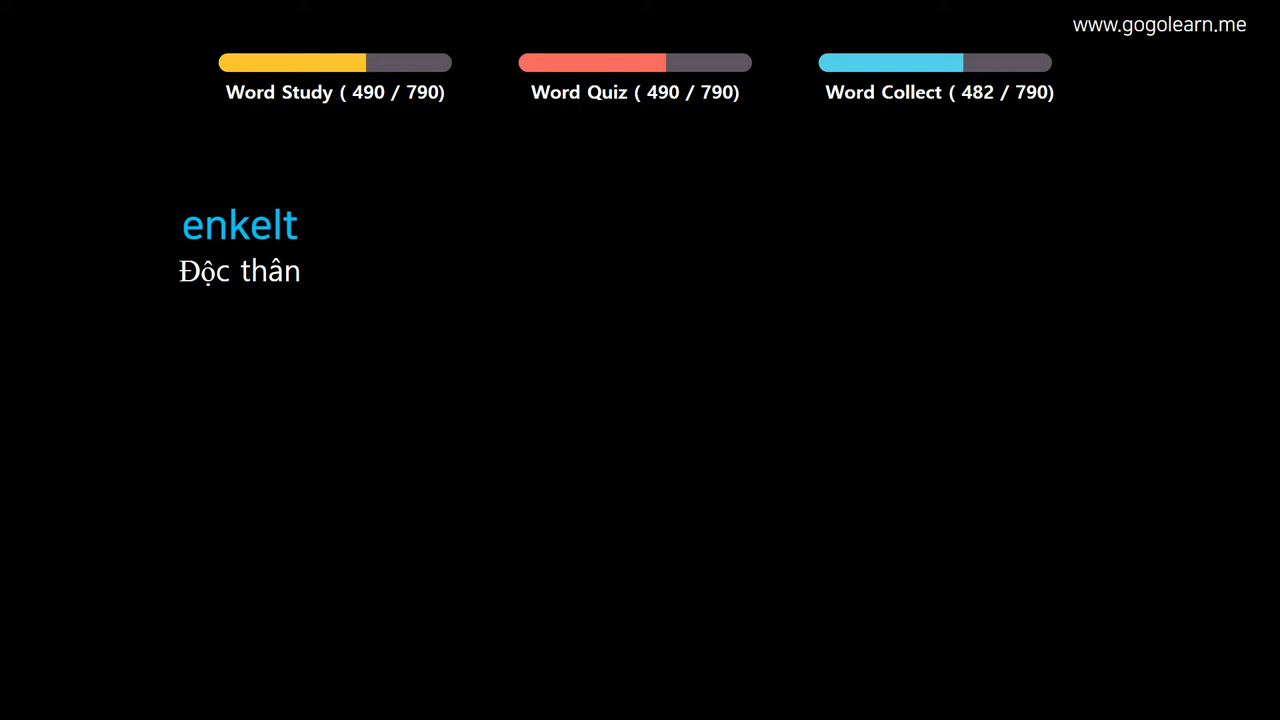 www.gogolearn.me
Word Study ( 490 / 790)
Word Quiz ( 490 / 790)
Word Collect ( 482 / 790)
enkelt
Độc thân